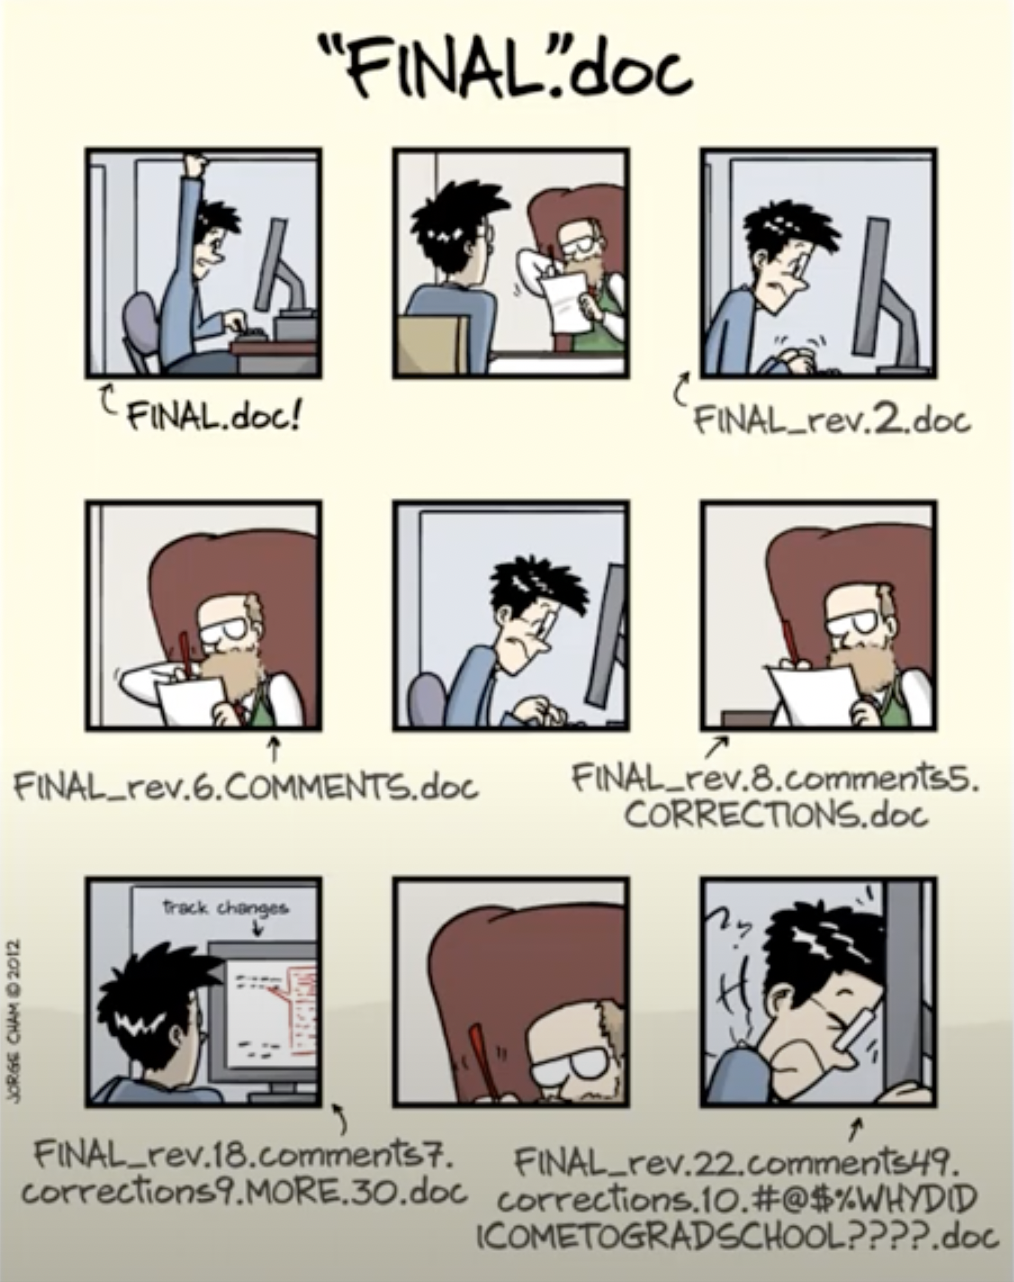 "FINAL".doc
FINAL.doc!
FINAL_rev.2.doc
FINAL_rev.6.COMMENTS.doc
FINAL_rev.8.comments5.
CORRECTIONS.doc
Track changes
FINAL_rev.18.comments7.
corrections9.MORE.30.doc
FINAL_rev.22.comments49.
corrections.10.#@$%WHYDID
ICOMETOGRADSCHOOL????.doc
JORGE CHAM © 2012